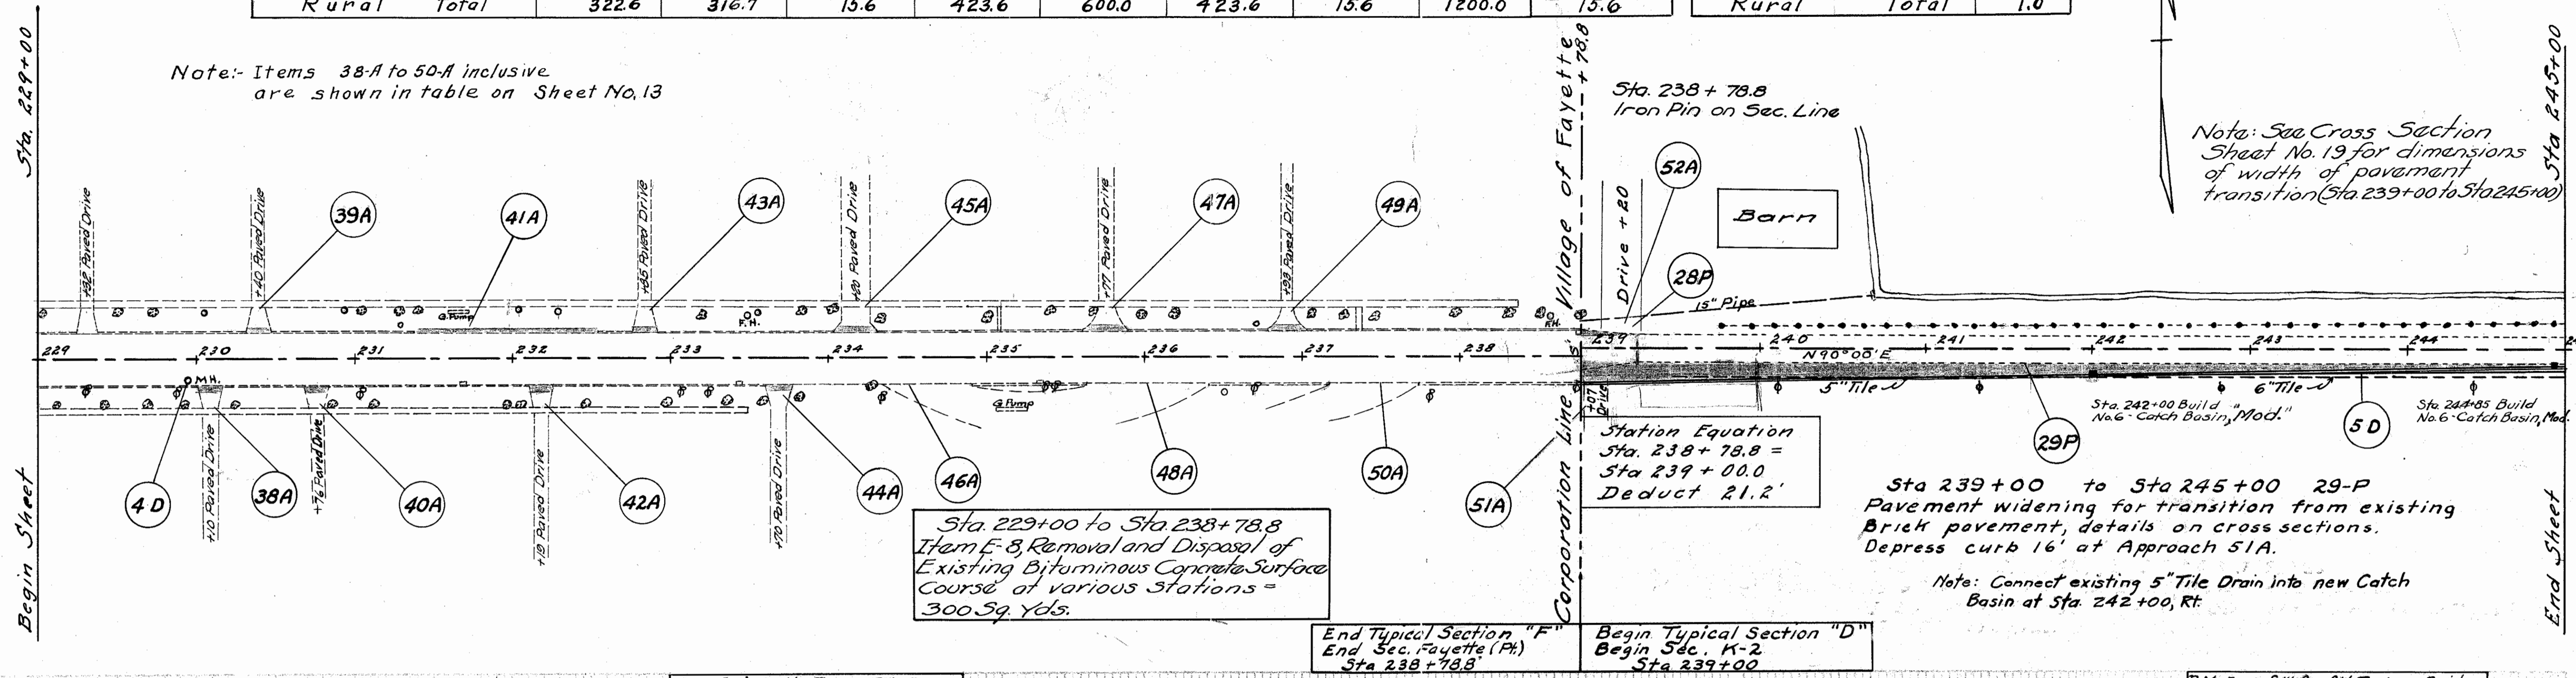 Rural Total 322.6 316.7 15.6 423.6 600.0 423.6 15.6 1200.0 15.6
Rural Total 1.0
Sta. 229+00
Begin Sheet
Note:- Items 38-A to 50-A inclusive
are shown in table on Sheet No. 13
Corporation Line Village of Fayette
+78.8
Sta. 238 + 78.8
Iron Pin on Sec. Line
Note: See Cross Section
Sheet No. 19 for dimensions
of width of pavement
transition (Sta. 239+00 to Sta 245+00)
Sta 245+00
End Sheet
+32 Paved Drive
+40 Paved Drive
39A
41A
+85 Paved Drive
43A
+20 Paved Drive
45A
+77 Paved Drive
47A
+93 Paved Drive
49A
Drive +20
52A
28P
Barn
15" Pipe
G. Pump
F.H.
F.H.
229 230 231 232 233 234 235 236 237 238 239 240 241 242 243 244
N 90°00' E
M.H.
G. Pump
+07
Drive
5" Tile
6" Tile
Sta. 242+00 Build
No. 6 - Catch Basin, "Mod."
Sta. 244+85 Build
No. 6 - Catch Basin, Mod.
4 D
+10 Paved Drive
38A
+76 Paved Drive
40A
+19 Paved Drive
42A
+70 Paved Drive
44A
46A
48A
50A
51A
29P
5 D
Station Equation
Sta. 238+ 78.8 =
Sta 239 + 00.0
Deduct 21.2'
Sta. 229+00 to Sta. 238+78.8
Item E-8, Removal and Disposal of
Existing Bituminous Concrete Surface
Course at various Stations =
300 Sq. Yds.
Sta 239+00 to Sta 245+00 29-P
Pavement widening for transition from existing
Brick pavement, details on cross sections.
Depress curb 16' at Approach 51A.
Note: Connect existing 5" Tile Drain into new Catch
Basin at Sta. 242+00, Rt.
End Typical Section "F"
End Sec. Fayette (Pt.)
Sta 238+78.8
Begin Typical Section "D"
Begin Sec. K-2
Sta 239+00